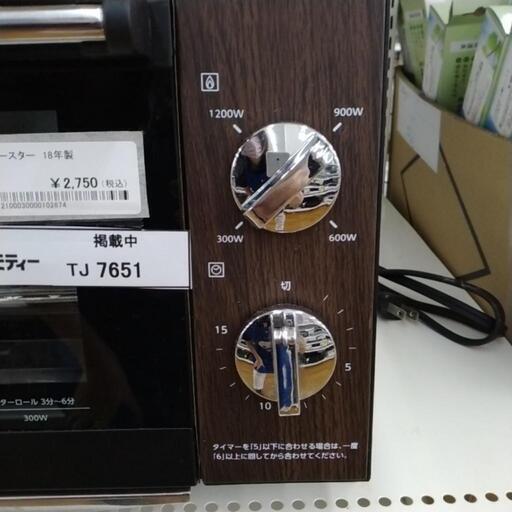 1200W
900W
300W
600W
ースター 18年製
¥2,750(税込)
2100030000102874
掲載中
モティー
TJ 7651
切
15
5
10
ターロール 3分~6分
300W
タイマーを「5」以下に合わせる場合は、一度
「6」以上に回してから合わせてください。